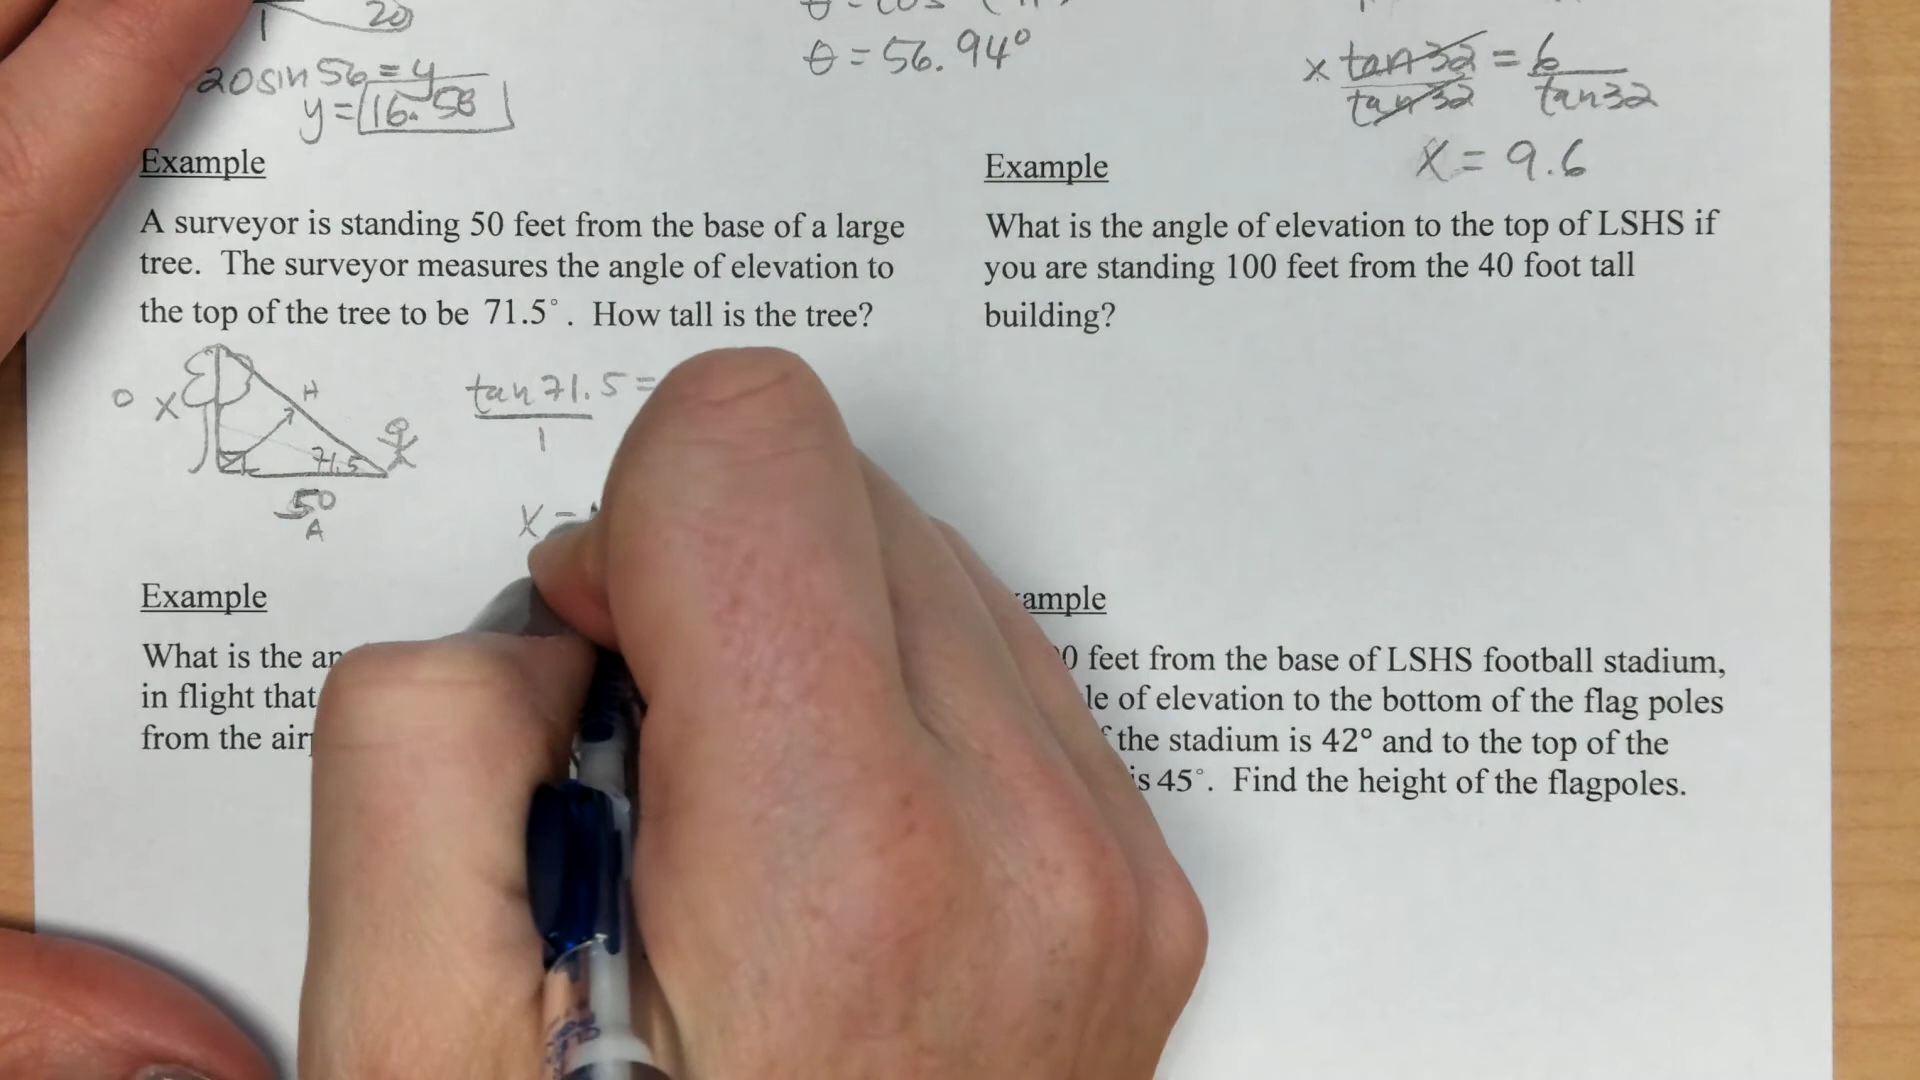 20
20sin56=y
y=16.58
θ=56.94°
x tan32 = 6
tan32 tan32
x=9.6
Example
A surveyor is standing 50 feet from the base of a large
tree. The surveyor measures the angle of elevation to
the top of the tree to be 71.5°. How tall is the tree?
O X H
71.5
50
A
tan71.5=
1
x=
Example
What is the angle of elevation to the top of LSHS if
you are standing 100 feet from the 40 foot tall
building?
Example
What is the
in flight that
from the
feet from the base of LSHS football stadium,
of elevation to the bottom of the flag poles
the stadium is 42° and to the top of the
is 45°. Find the height of the flagpoles.